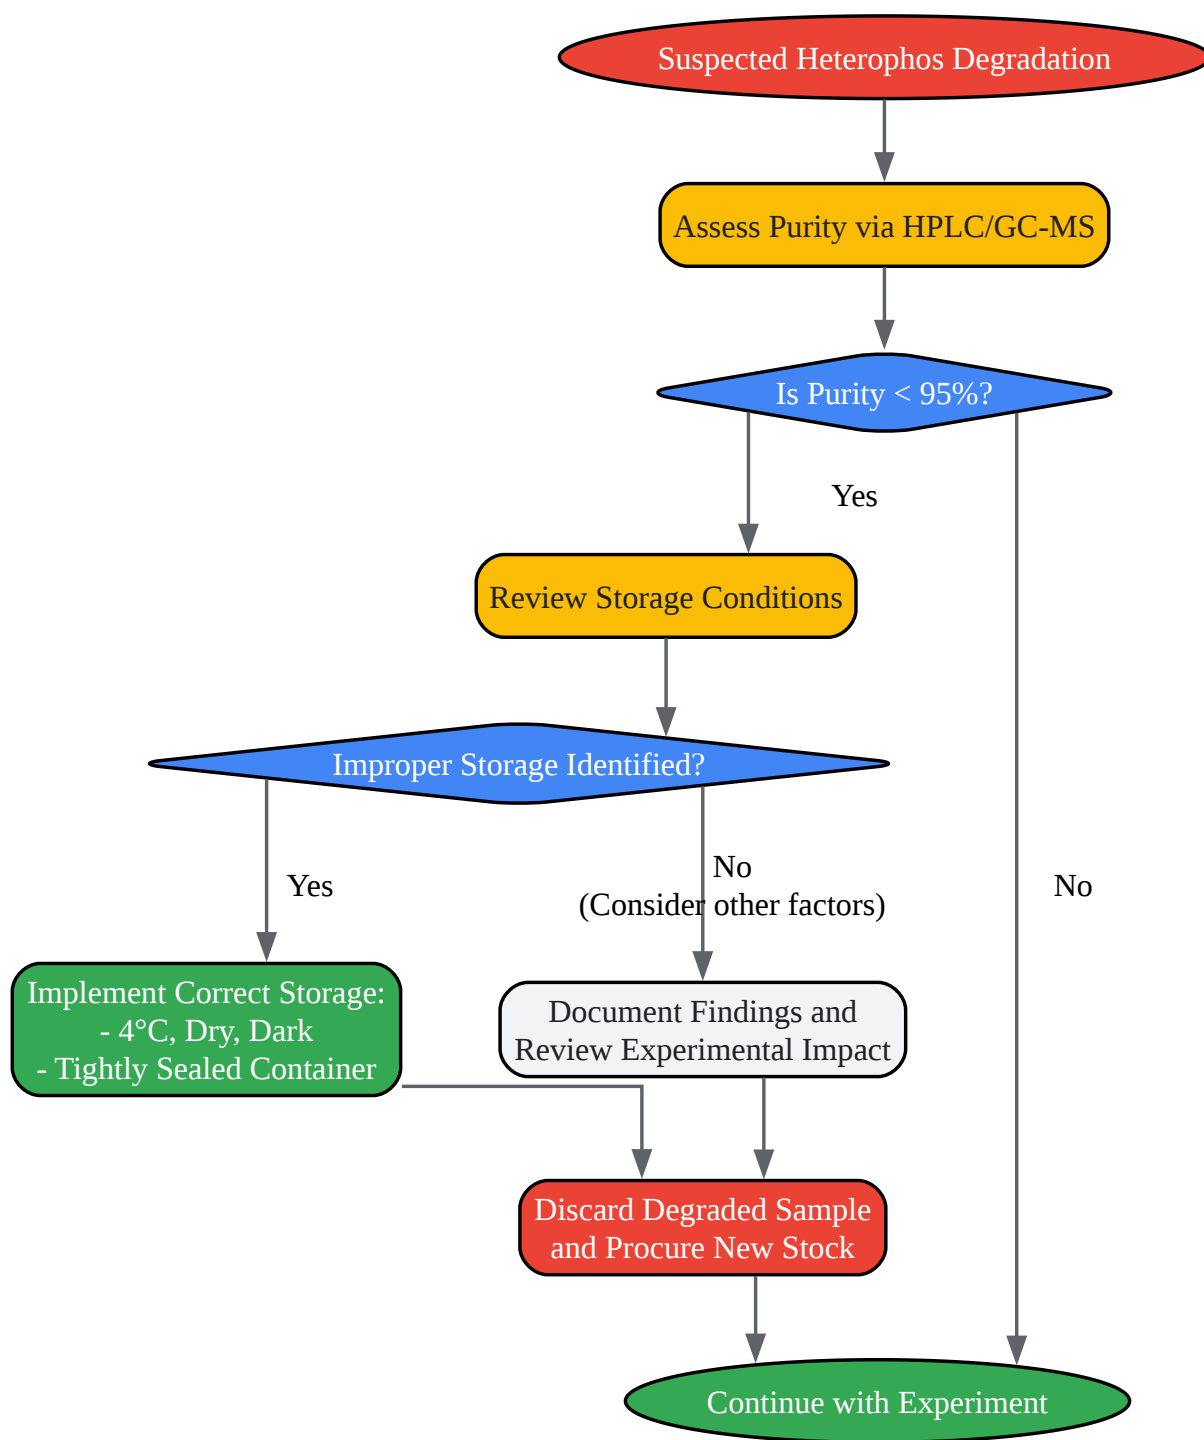 Suspected Heterophos Degradation
Assess Purity via HPLC/GC-MS
Is Purity < 95%?
Yes
Review Storage Conditions
Improper Storage Identified?
Yes
No
(Consider other factors)
No
Implement Correct Storage:
- 4°C, Dry, Dark
- Tightly Sealed Container
Document Findings and
Review Experimental Impact
Discard Degraded Sample
and Procure New Stock
Continue with Experiment